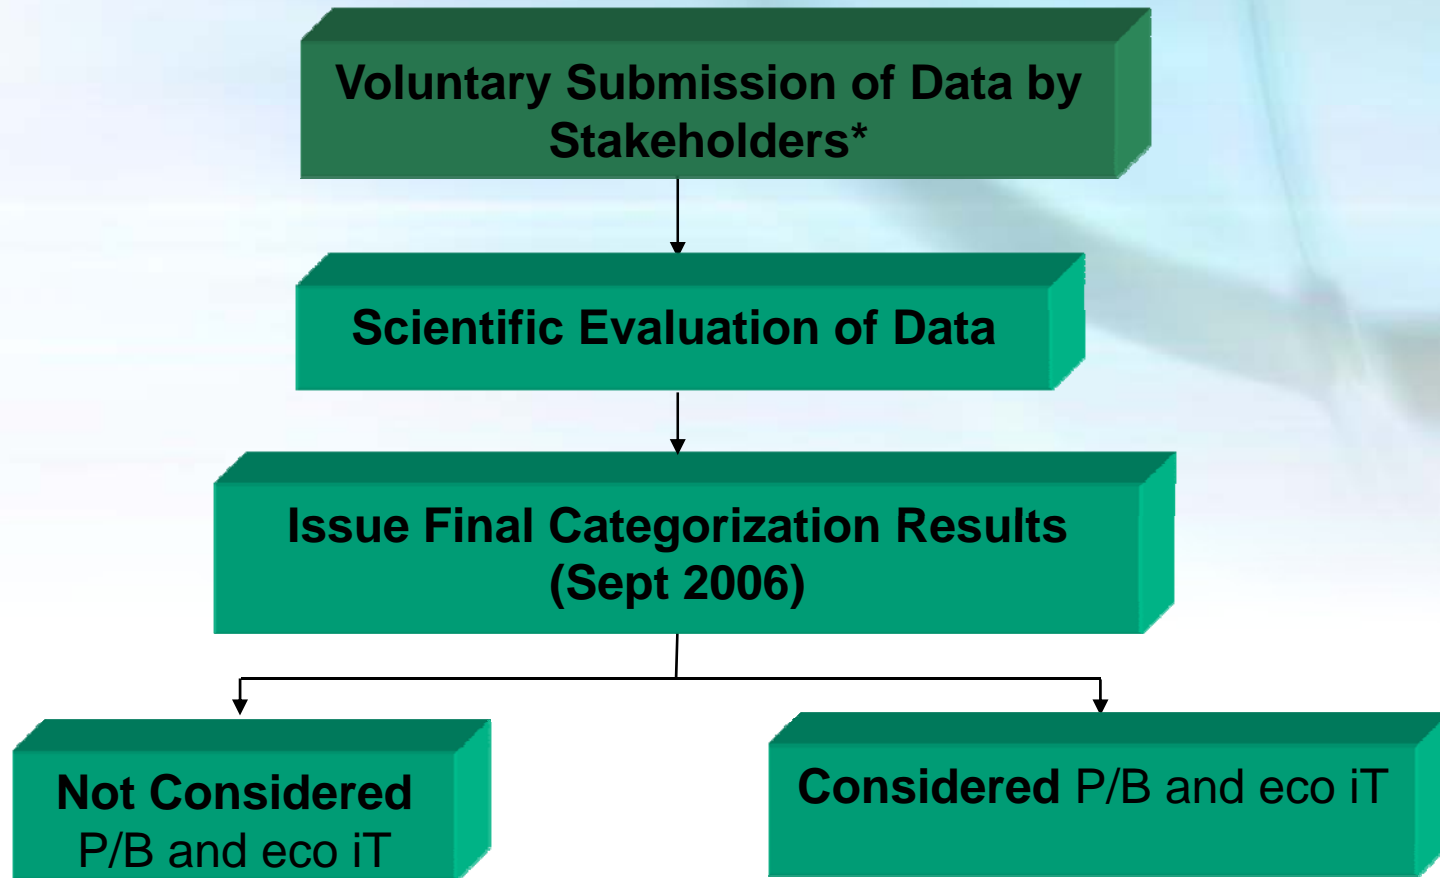 Voluntary Submission of Data by
Stakeholders*
Scientific Evaluation of Data
Issue Final Categorization Results
(Sept 2006)
Not Considered
P/B and eco iT
Considered P/B and eco iT